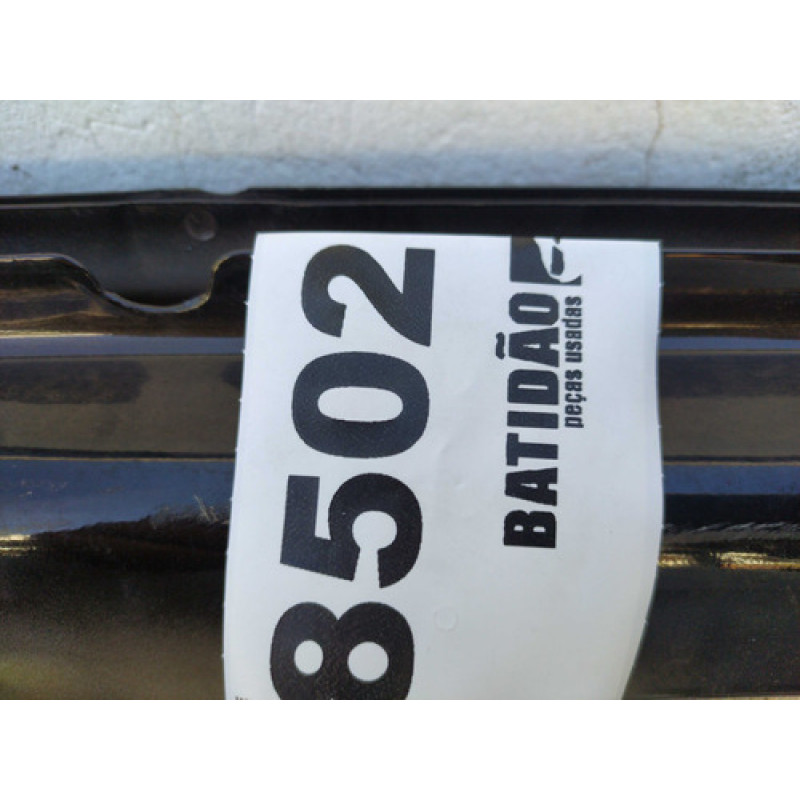 8502
BATIDÃO
peças usadas